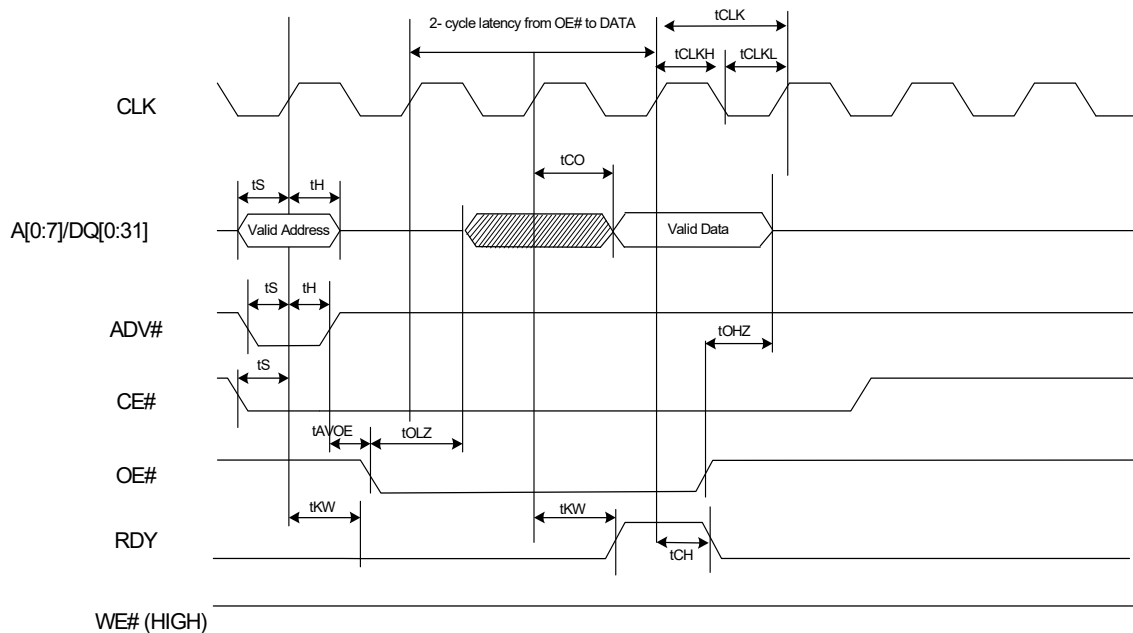 tCLK
2- cycle latency from OE# to DATA
tCLKH
tCLKL
CLK
tCO
tS
tH
A[0:7]/DQ[0:31]
Valid Address
Valid Data
tS
tH
ADV#
tOHZ
tS
CE#
tAVOE
tOLZ
OE#
tKW
tKW
RDY
tCH
WE# (HIGH)